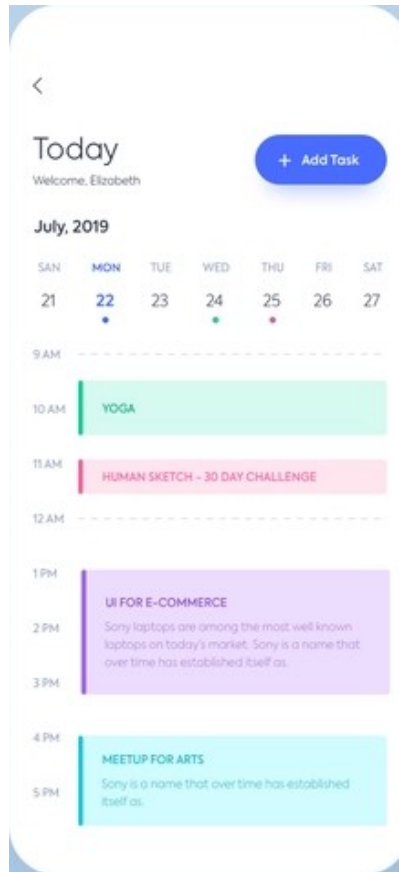 Today
+ Add Task
Welcome, Elizabeth
July, 2019
SAN MON TUE WED THU FRI SAT
21 22 23 24 25 26 27
9 AM
10 AM YOGA
11 AM
HUMAN SKETCH - 30 DAY CHALLENGE
12 AM
1 PM
UI FOR E-COMMERCE
2 PM Sony laptops are among the most well known
laptops on today's market. Sony is a name that
over time has established itself as.
3 PM
4 PM
MEETUP FOR ARTS
5 PM Sony is a name that over time has established
itself as.